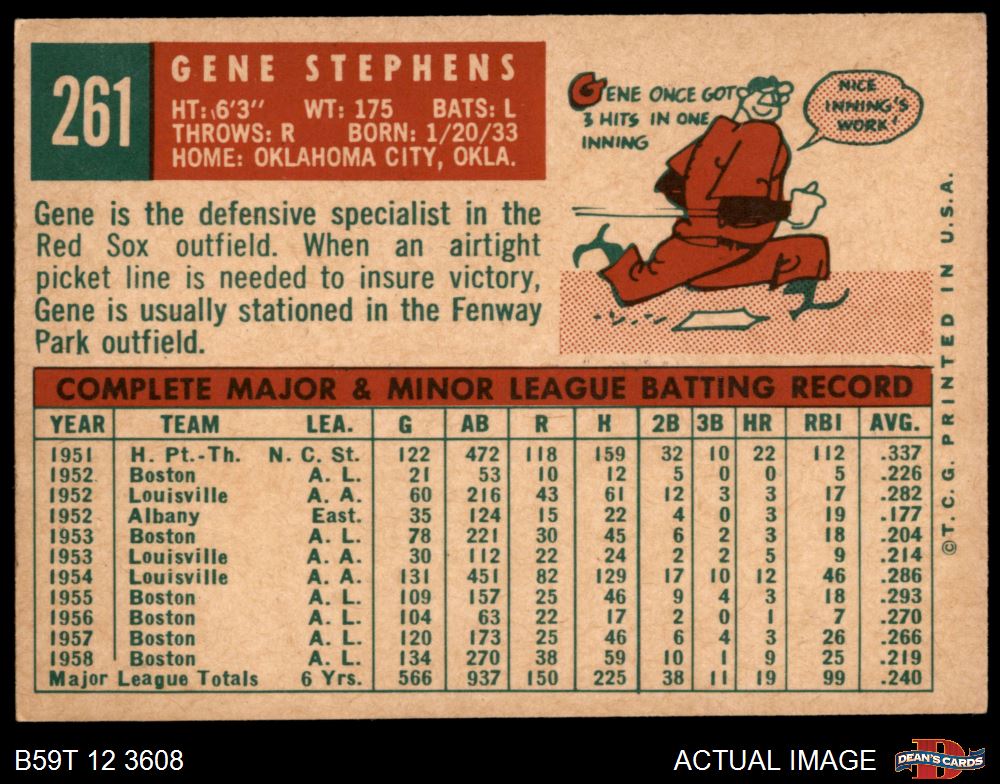 261
GENE STEPHENS
HT: 6'3" WT: 175 BATS: L
THROWS: R BORN: 1/20/33
HOME: OKLAHOMA CITY, OKLA.
Gene is the defensive specialist in the
Red Sox outfield. When an airtight
picket line is needed to insure victory,
Gene is usually stationed in the Fenway
Park outfield.
GENE ONCE GOT
3 HITS IN ONE
INNING
NICE
INNING'S
WORK!
COMPLETE MAJOR & MINOR LEAGUE BATTING RECORD
YEAR TEAM LEA. G AB R H 2B 3B HR RBI AVG.
1951 H. Pt.-Th. N. C. St. 122 472 118 159 32 10 22 112 .337
1952 Boston A. L. 21 53 10 12 5 0 0 5 .226
1952 Louisville A. A. 60 216 43 61 12 3 3 17 .282
1952 Albany East. 35 124 15 22 4 0 3 19 .177
1953 Boston A. L. 78 221 30 45 6 2 3 18 .204
1953 Louisville A. A. 30 112 22 24 2 2 5 9 .214
1954 Louisville A. A. 131 451 82 129 17 10 12 46 .286
1955 Boston A. L. 109 157 25 46 9 4 3 18 .293
1956 Boston A. L. 104 63 22 17 2 0 1 7 .270
1957 Boston A. L. 120 173 25 46 6 4 3 26 .266
1958 Boston A. L. 134 270 38 59 10 1 9 25 .219
Major League Totals 6 Yrs. 566 937 150 225 38 11 19 99 .240
©T. C. G. PRINTED IN U.S.A.
B59T 12 3608
ACTUAL IMAGE
D
DEAN'S CARDS